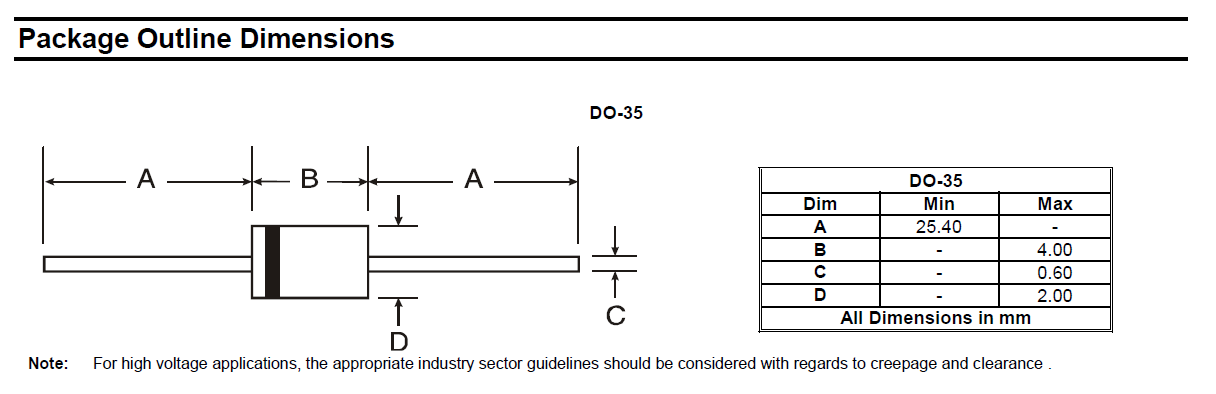 Package Outline Dimensions
DO-35
A B A
D
C
DO-35
Dim Min Max
A 25.40 -
B - 4.00
C - 0.60
D - 2.00
All Dimensions in mm
Note: For high voltage applications, the appropriate industry sector guidelines should be considered with regards to creepage and clearance .